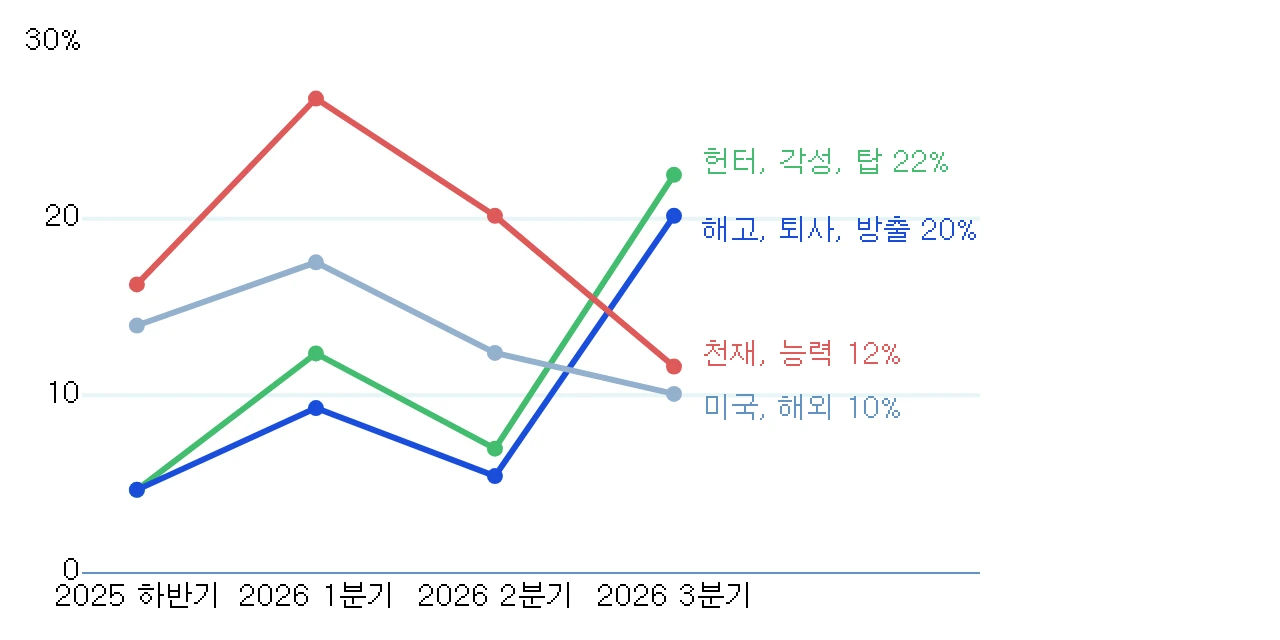 30%
헌터, 각성, 탑 22%
20
해고, 퇴사, 방출 20%
천재, 능력 12%
10
미국, 해외 10%
0
2025 하반기 2026 1분기 2026 2분기 2026 3분기